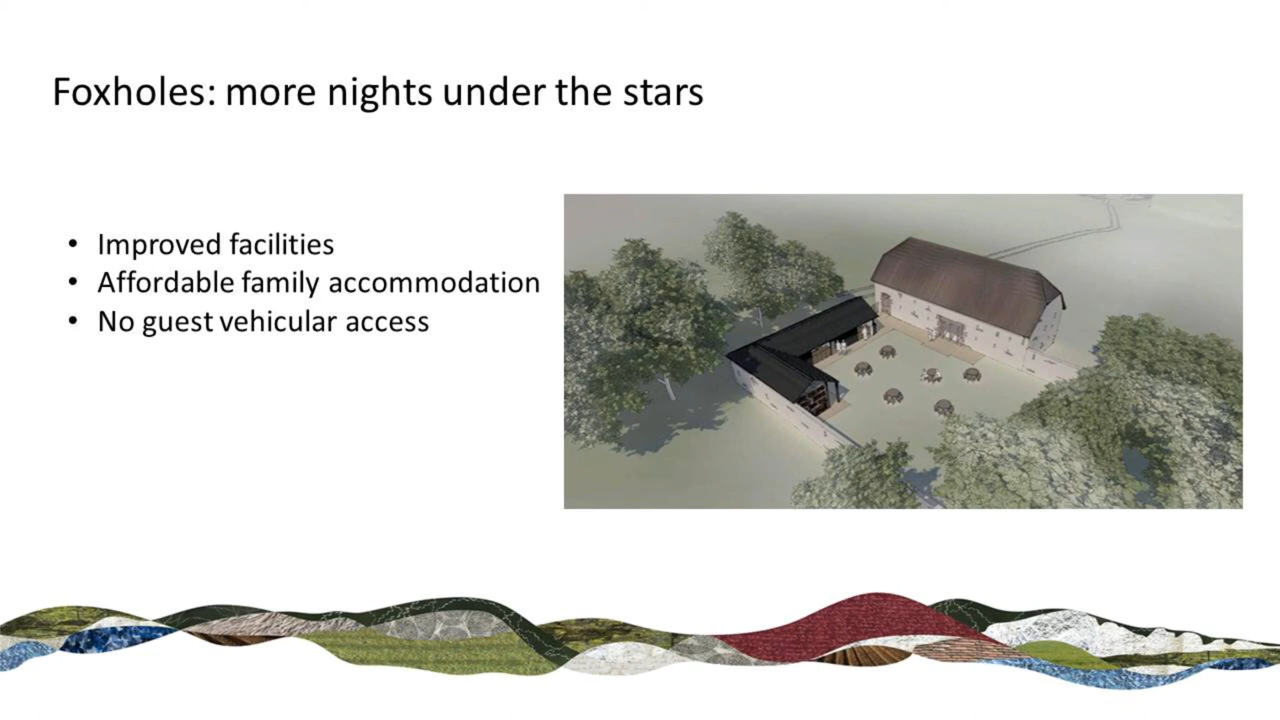 Foxholes: more nights under the stars
• Improved facilities
• Affordable family accommodation
• No guest vehicular access